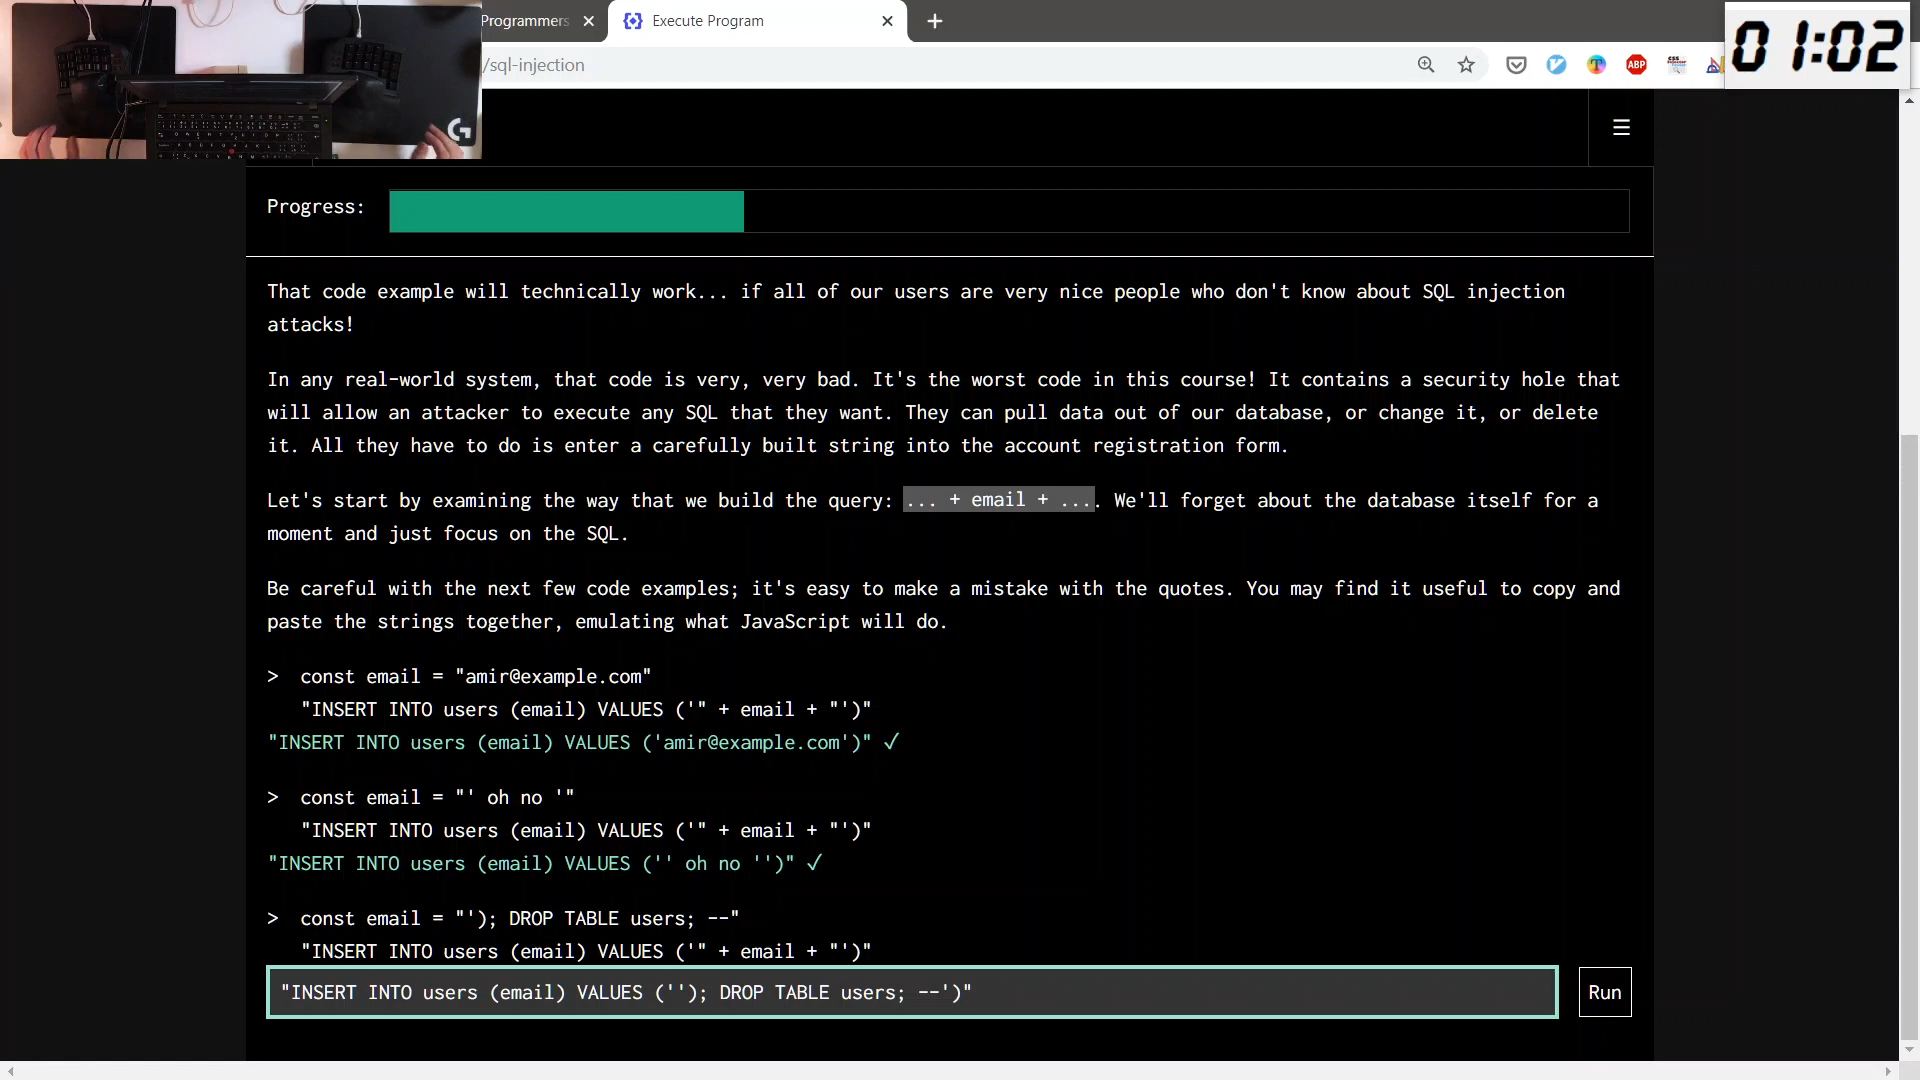 Programmers
Execute Program
01:02
/sql-injection
ABP
Progress:
That code example will technically work... if all of our users are very nice people who don't know about SQL injection
attacks!
In any real-world system, that code is very, very bad. It's the worst code in this course! It contains a security hole that
will allow an attacker to execute any SQL that they want. They can pull data out of our database, or change it, or delete
it. All they have to do is enter a carefully built string into the account registration form.
Let's start by examining the way that we build the query: ... + email + .... We'll forget about the database itself for a
moment and just focus on the SQL.
Be careful with the next few code examples; it's easy to make a mistake with the quotes. You may find it useful to copy and
paste the strings together, emulating what JavaScript will do.
> const email = "amir@example.com"
"INSERT INTO users (email) VALUES ('" + email + "')"
"INSERT INTO users (email) VALUES ('amir@example.com')" ✓
> const email = "' oh no '"
"INSERT INTO users (email) VALUES ('" + email + "')"
"INSERT INTO users (email) VALUES ('' oh no '')" ✓
> const email = "'); DROP TABLE users; --"
"INSERT INTO users (email) VALUES ('" + email + "')"
"INSERT INTO users (email) VALUES (''); DROP TABLE users; --')"
Run